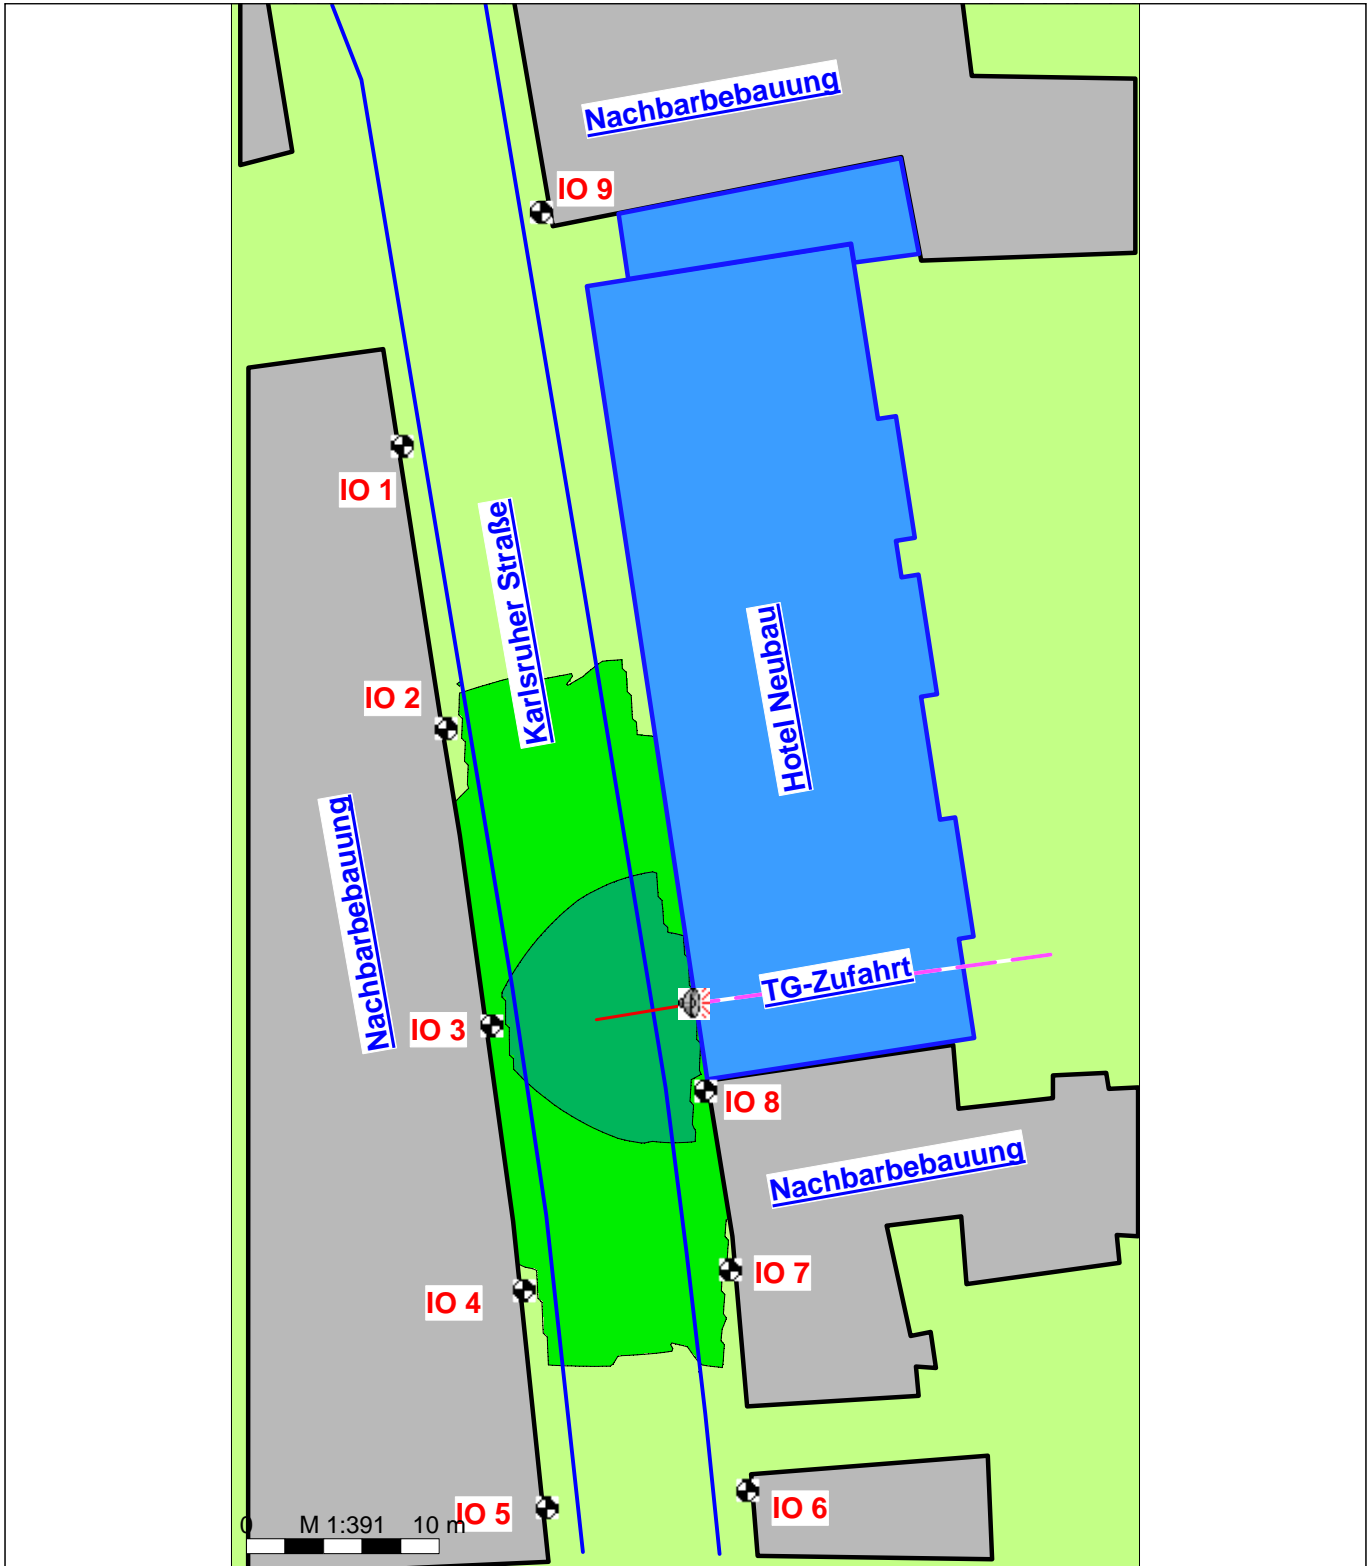 Nachbarbebauung
IO 9
IO 1
Karlsruher Straße
Hotel Neubau
IO 2
Nachbarbebauung
TG-Zufahrt
IO 3
IO 8
Nachbarbebauung
IO 7
IO 4
IO 5
IO 6
0 M 1:391 10 m